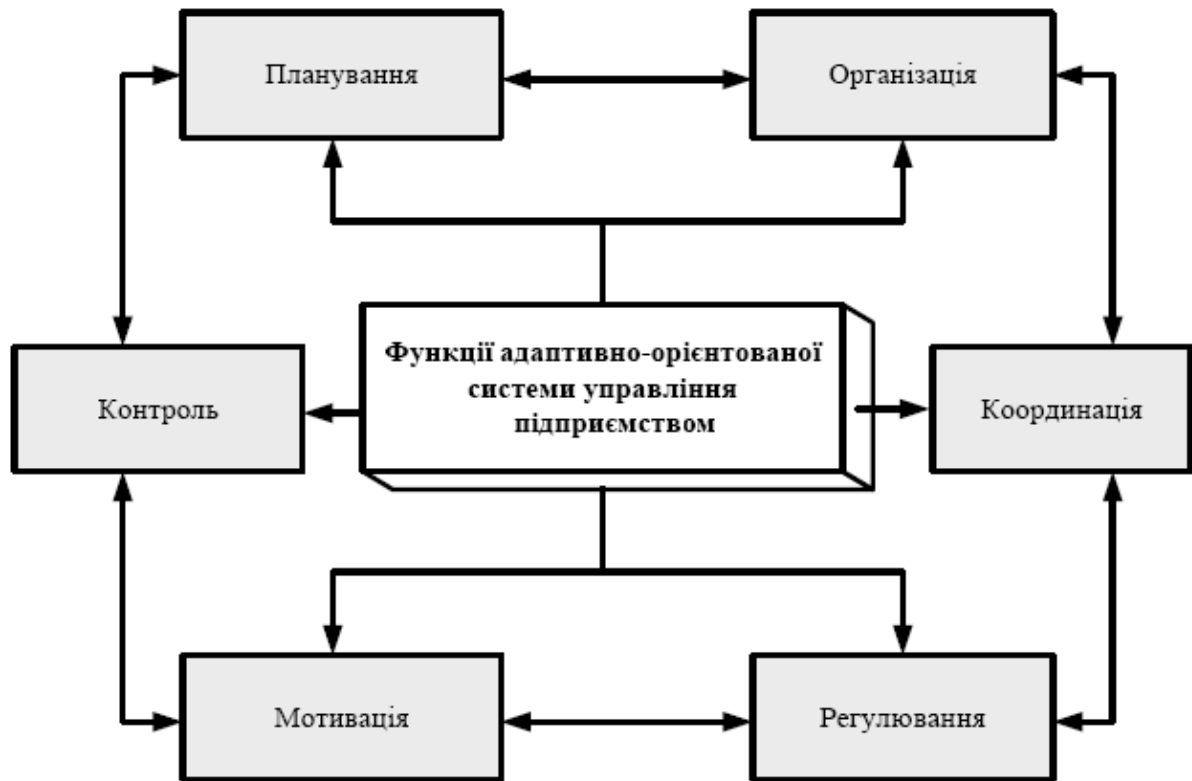 Планування
Організація
Функції адаптивно-орієнтованої
системи управління
підприємством
Контроль
Координація
Мотивація
Регулювання